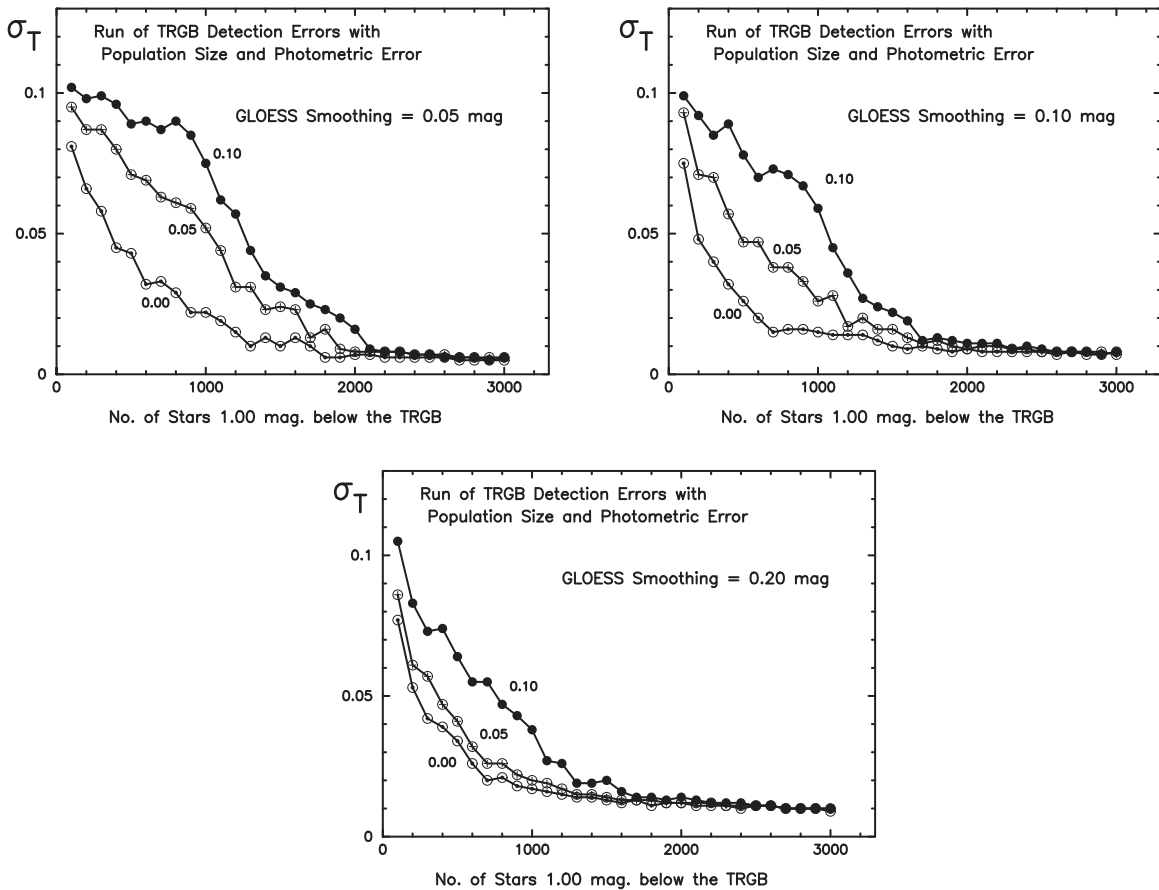 σT
Run of TRGB Detection Errors with
Population Size and Photometric Error
GLOESS Smoothing = 0.05 mag
0.1
0.05
0
0.10
0.05
0.00
0 1000 2000 3000
No. of Stars 1.00 mag. below the TRGB
σT
Run of TRGB Detection Errors with
Population Size and Photometric Error
GLOESS Smoothing = 0.10 mag
0.1
0.05
0
0.10
0.05
0.00
0 1000 2000 3000
No. of Stars 1.00 mag. below the TRGB
σT
Run of TRGB Detection Errors with
Population Size and Photometric Error
GLOESS Smoothing = 0.20 mag
0.1
0.05
0
0.10
0.05
0.00
0 1000 2000 3000
No. of Stars 1.00 mag. below the TRGB